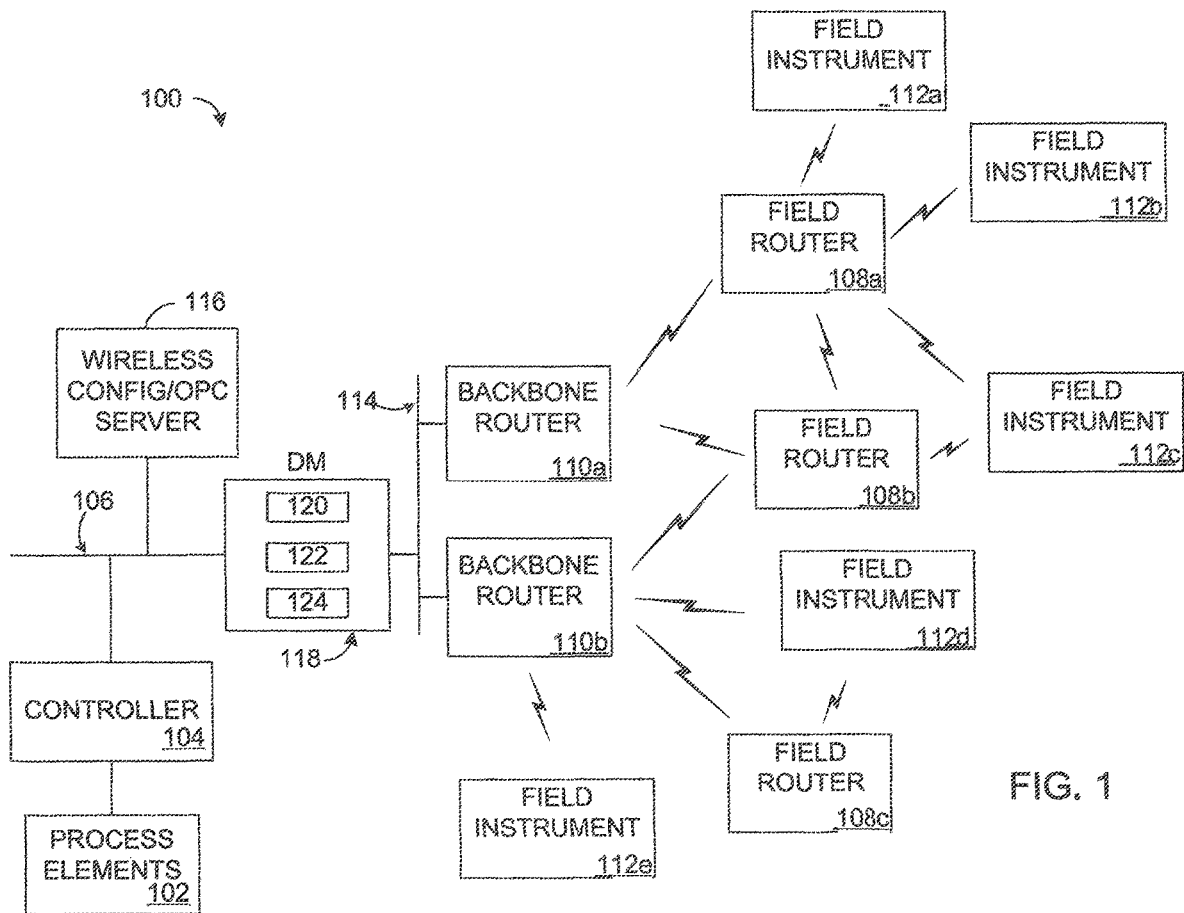 100
FIELD
INSTRUMENT
112a
FIELD
INSTRUMENT
112b
FIELD
ROUTER
108a
116
WIRELESS
CONFIG/OPC
SERVER
114
BACKBONE
ROUTER
110a
FIELD
INSTRUMENT
112c
FIELD
ROUTER
108b
DM
120
122
124
106
118
BACKBONE
ROUTER
110b
FIELD
INSTRUMENT
112d
CONTROLLER
104
FIELD
ROUTER
108c
FIELD
INSTRUMENT
112e
PROCESS
ELEMENTS
102
FIG. 1